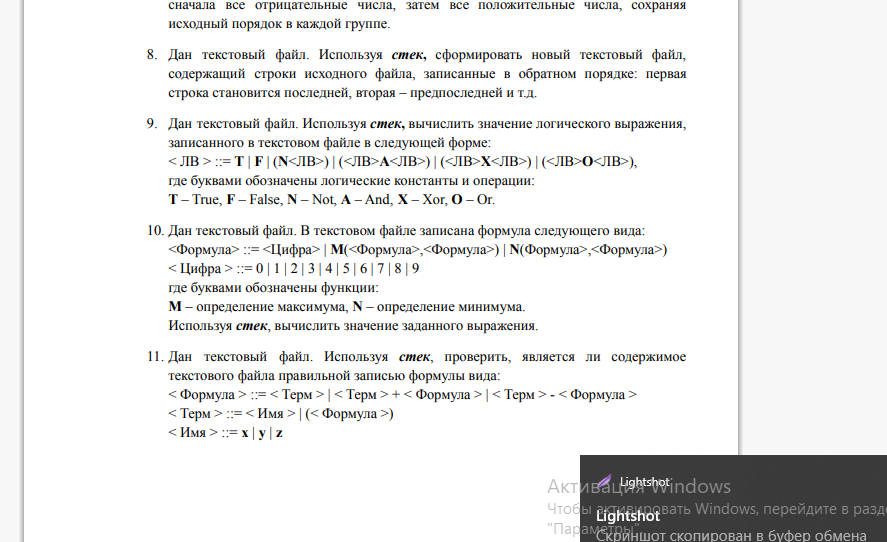 сначала все отрицательные числа, затем все положительные числа, сохраняя
исходный порядок в каждой группе.
8. Дан текстовый файл. Используя стек, сформировать новый текстовый файл,
содержащий строки исходного файла, записанные в обратном порядке: первая
строка становится последней, вторая – предпоследней и т.д.
9. Дан текстовый файл. Используя стек, вычислить значение логического выражения,
записанного в текстовом файле в следующей форме:
< ЛВ > ::= T | F | (N<ЛВ>) | (<ЛВ>A<ЛВ>) | (<ЛВ>X<ЛВ>) | (<ЛВ>O<ЛВ>),
где буквами обозначены логические константы и операции:
T – True, F – False, N – Not, A – And, X – Xor, O – Or.
10. Дан текстовый файл. В текстовом файле записана формула следующего вида:
<Формула> ::= <Цифра> | M(<Формула>,<Формула>) | N(Формула>,<Формула>)
< Цифра > ::= 0 | 1 | 2 | 3 | 4 | 5 | 6 | 7 | 8 | 9
где буквами обозначены функции:
M – определение максимума, N – определение минимума.
Используя стек, вычислить значение заданного выражения.
11. Дан текстовый файл. Используя стек, проверить, является ли содержимое
текстового файла правильной записью формулы вида:
< Формула > ::= < Терм > | < Терм > + < Формула > | < Терм > - < Формула >
< Терм > ::= < Имя > | (< Формула >)
< Имя > ::= x | y | z
Lightshot
Активация Windows
Чтобы активировать Windows, перейдите в разде
"Параметры"
Lightshot
Скриншот скопирован в буфер обмена